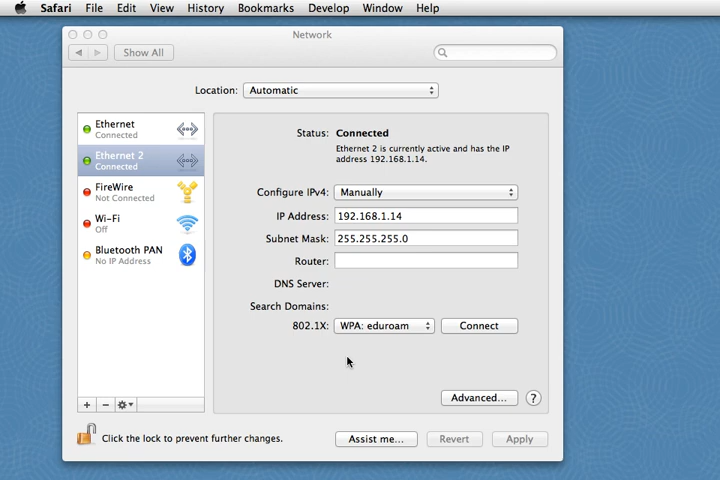 Safari File Edit View History Bookmarks Develop Window Help
Network
Show All
Location: Automatic
Ethernet
Connected
Ethernet 2
Connected
FireWire
Not Connected
Wi-Fi
Off
Bluetooth PAN
No IP Address
Status: Connected
Ethernet 2 is currently active and has the IP
address 192.168.1.14.
Configure IPv4: Manually
IP Address: 192.168.1.14
Subnet Mask: 255.255.255.0
Router:
DNS Server:
Search Domains:
802.1X: WPA: eduroam Connect
Advanced... ?
Click the lock to prevent further changes.
Assist me... Revert Apply